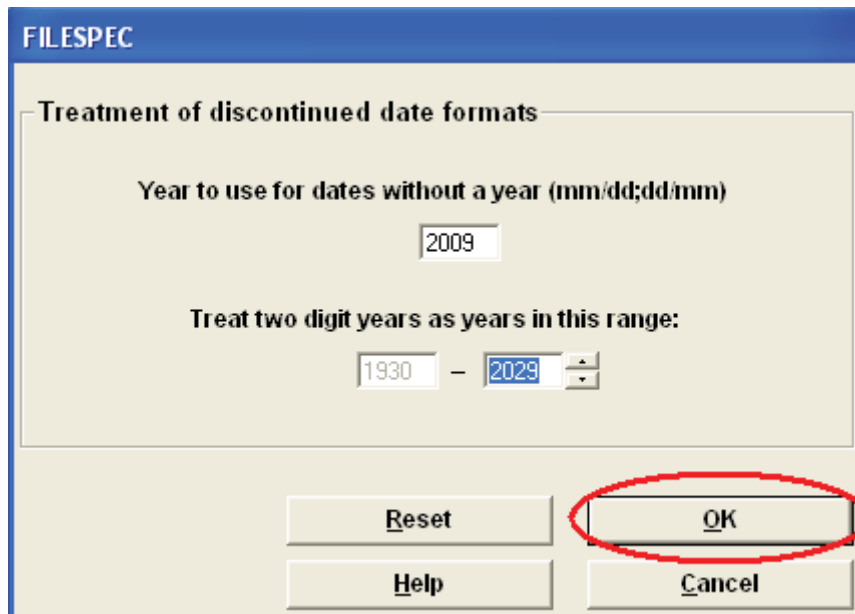 FILESPEC
Treatment of discontinued date formats
Year to use for dates without a year (mm/dd;dd/mm)
2009
Treat two digit years as years in this range:
1930 – 2029
Reset OK
Help Cancel